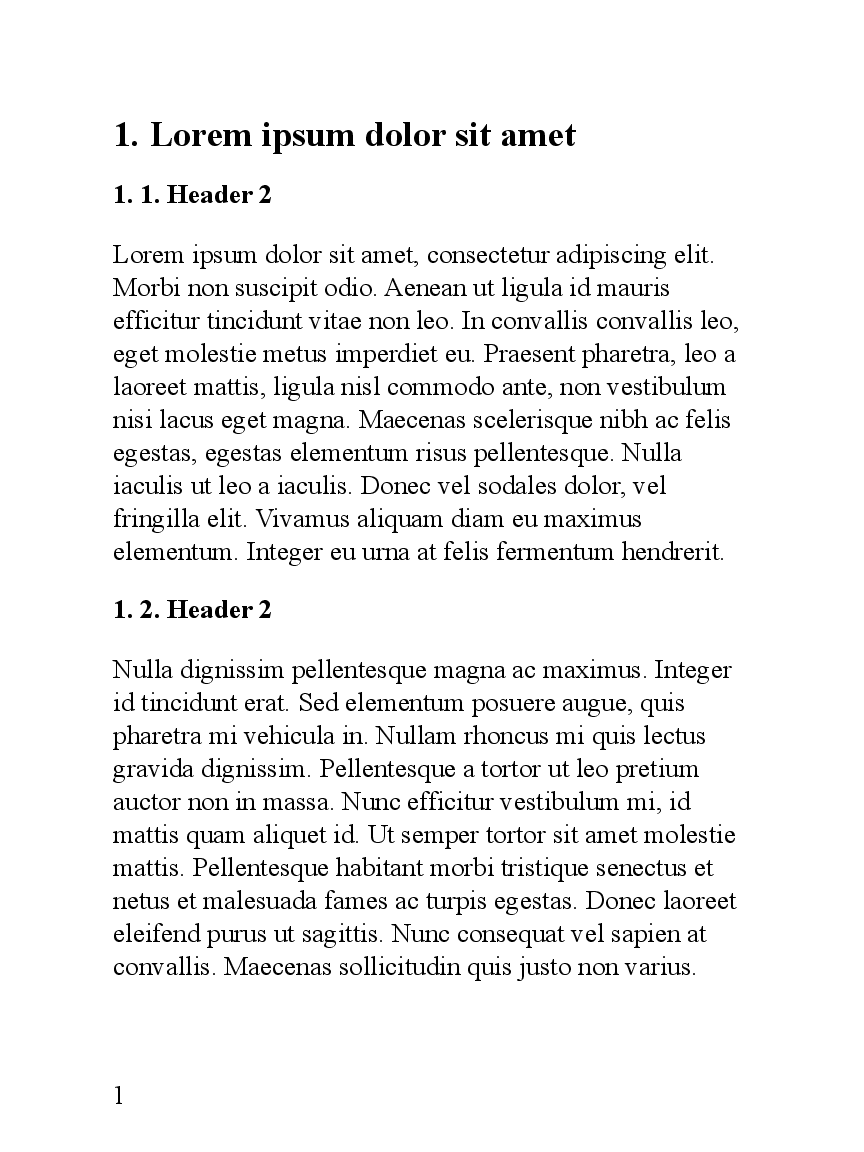 1. Lorem ipsum dolor sit amet
1. 1. Header 2
Lorem ipsum dolor sit amet, consectetur adipiscing elit.
Morbi non suscipit odio. Aenean ut ligula id mauris
efficitur tincidunt vitae non leo. In convallis convallis leo,
eget molestie metus imperdiet eu. Praesent pharetra, leo a
laoreet mattis, ligula nisl commodo ante, non vestibulum
nisi lacus eget magna. Maecenas scelerisque nibh ac felis
egestas, egestas elementum risus pellentesque. Nulla
iaculis ut leo a iaculis. Donec vel sodales dolor, vel
fringilla elit. Vivamus aliquam diam eu maximus
elementum. Integer eu urna at felis fermentum hendrerit.
1. 2. Header 2
Nulla dignissim pellentesque magna ac maximus. Integer
id tincidunt erat. Sed elementum posuere augue, quis
pharetra mi vehicula in. Nullam rhoncus mi quis lectus
gravida dignissim. Pellentesque a tortor ut leo pretium
auctor non in massa. Nunc efficitur vestibulum mi, id
mattis quam aliquet id. Ut semper tortor sit amet molestie
mattis. Pellentesque habitant morbi tristique senectus et
netus et malesuada fames ac turpis egestas. Donec laoreet
eleifend purus ut sagittis. Nunc consequat vel sapien at
convallis. Maecenas sollicitudin quis justo non varius.
1